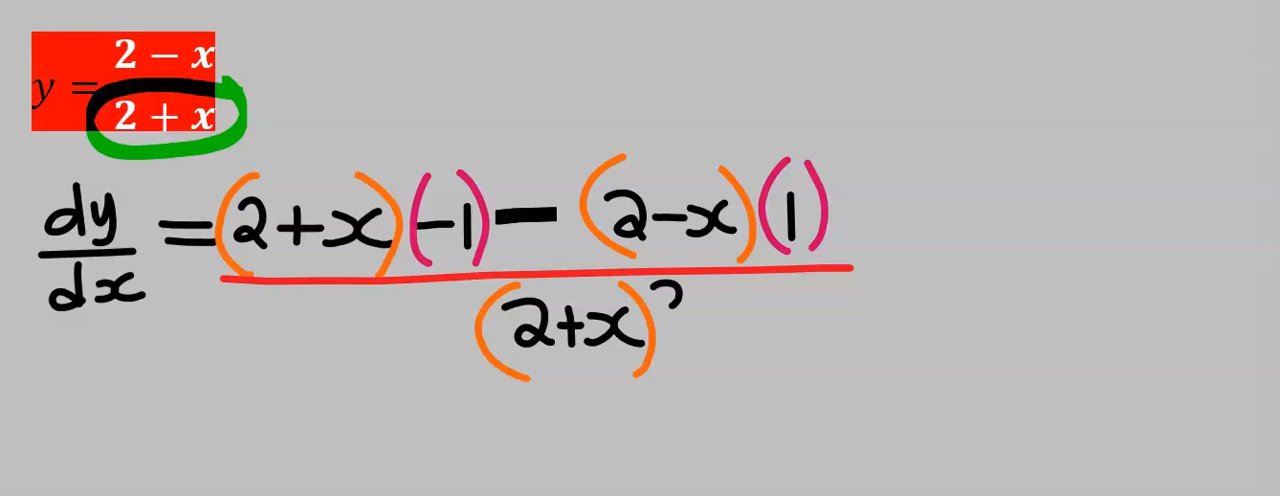 y = (2 − x)/(2 + x)
dy/dx = ((2+x)(-1) - (2-x)(1))/(2+x)²